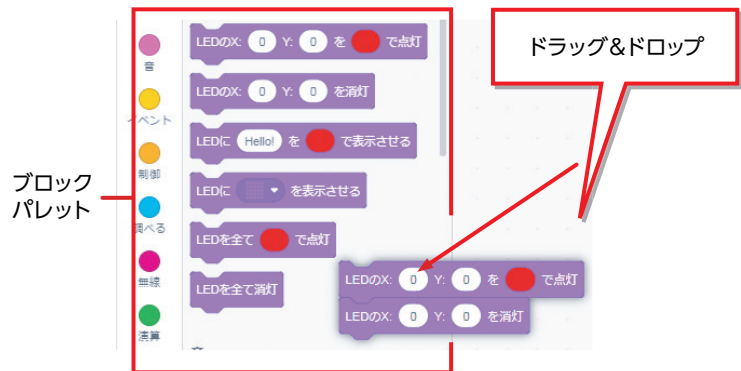 ブロック
パレット
音
イベント
制御
調べる
無線
演算
LEDのX: 0 Y: 0 を で点灯
LEDのX: 0 Y: 0 を消灯
LEDに Hello! を で表示させる
LEDに を表示させる
LEDを全て で点灯
LEDを全て消灯
ドラッグ&ドロップ
LEDのX: 0 Y: 0 を で点灯
LEDのX: 0 Y: 0 を消灯